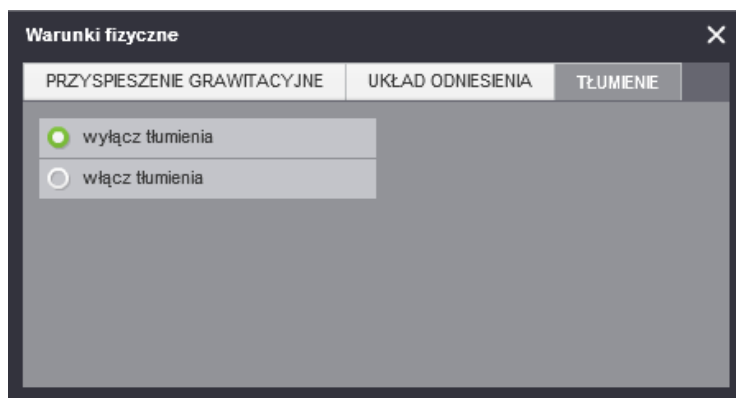 Warunki fizyczne
PRZYSPIESZENIE GRAWITACYJNE UKŁAD ODNIESIENIA TŁUMIENIE
wyłącz tłumienia
włącz tłumienia